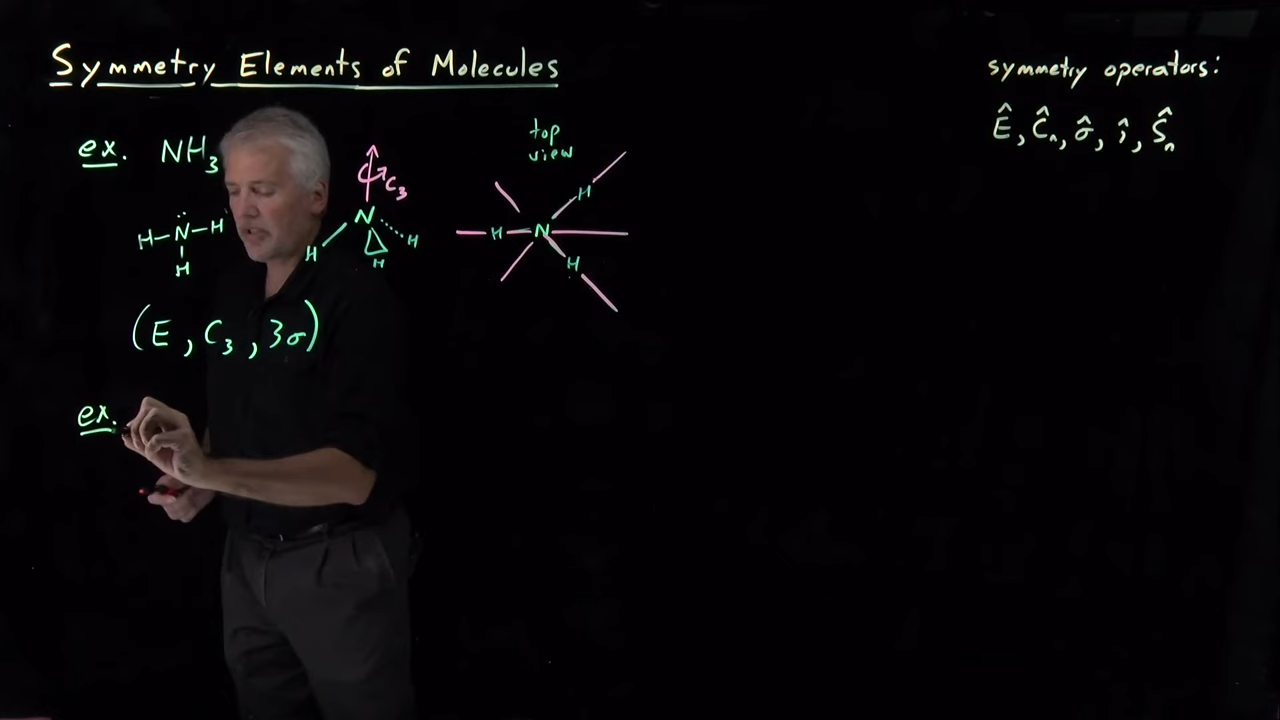 Symmetry Elements of Molecules
symmetry operators:
Ê, Ĉₙ, σ̂, î, Ŝₙ
ex. NH₃
top
view
C₃
N
H
H
H
H–N̈–H
H
H
H N
H
(E, C₃, 3σ)
ex.